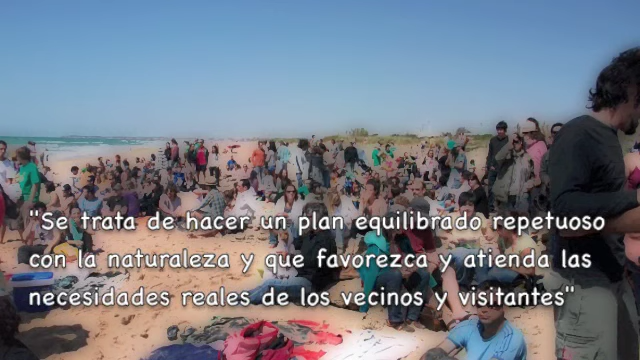 "Se trata de hacer un plan equilibrado repetuoso
con la naturaleza y que favorezca y atienda las
necesidades reales de los vecinos y visitantes"